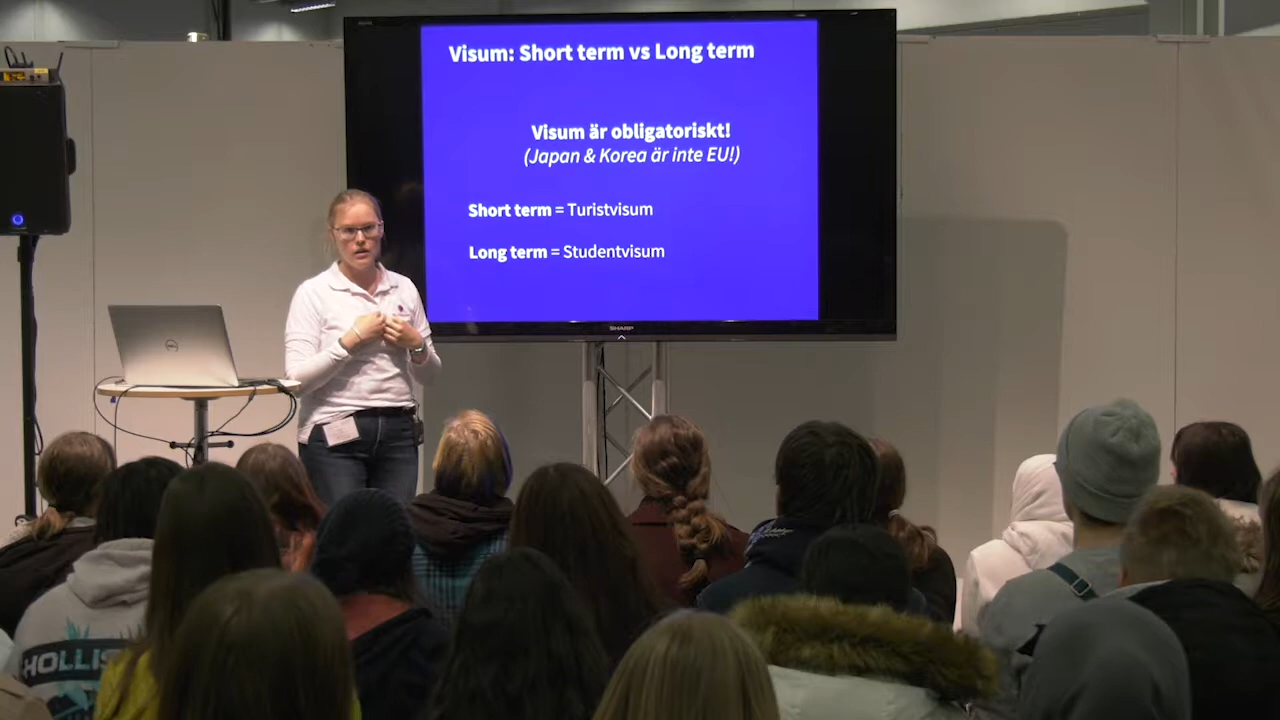 Visum: Short term vs Long term
Visum är obligatoriskt!
(Japan & Korea är inte EU!)
Short term = Turistvisum
Long term = Studentvisum
SHARP
DELL